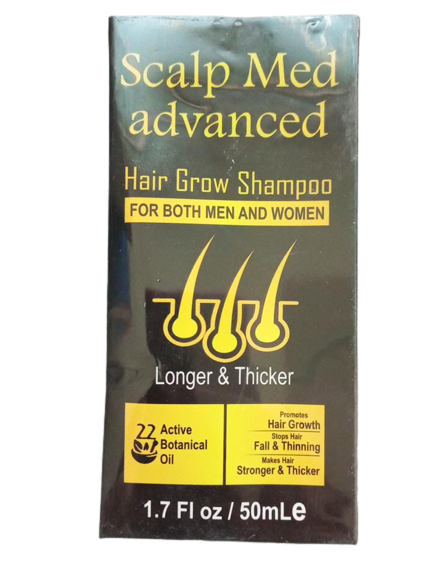 Scalp Med
advanced
Hair Grow Shampoo
FOR BOTH MEN AND WOMEN
Longer & Thicker
22 Active
Botanical
Oil
Promotes
Hair Growth
Stops Hair
Fall & Thinning
Makes Hair
Stronger & Thicker
1.7 Fl oz / 50mLe